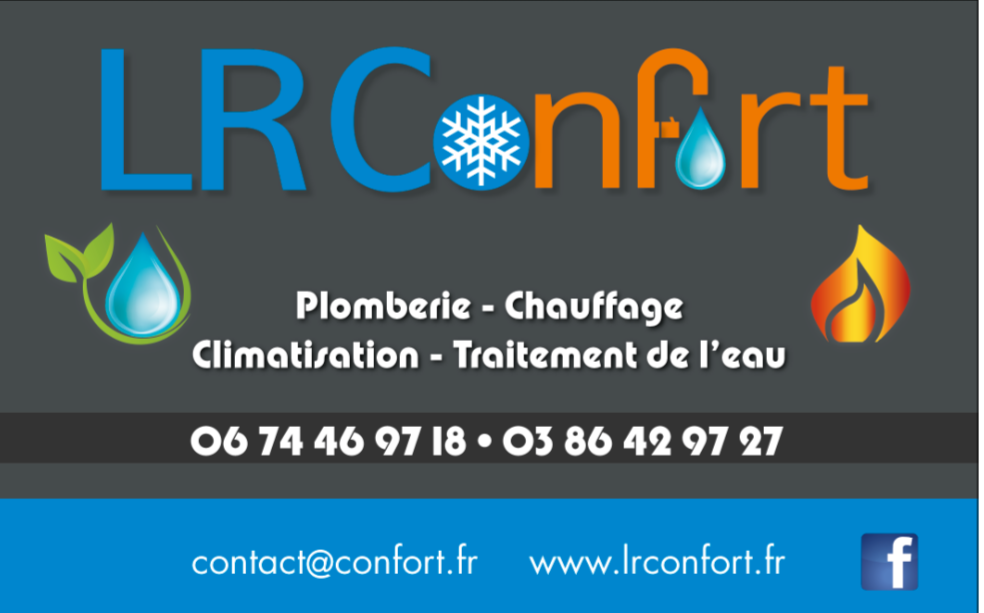 LRConfort
Plomberie - Chauffage
Climatisation - Traitement de l'eau
06 74 46 97 18 • 03 86 42 97 27
contact@confort.fr www.lrconfort.fr
f